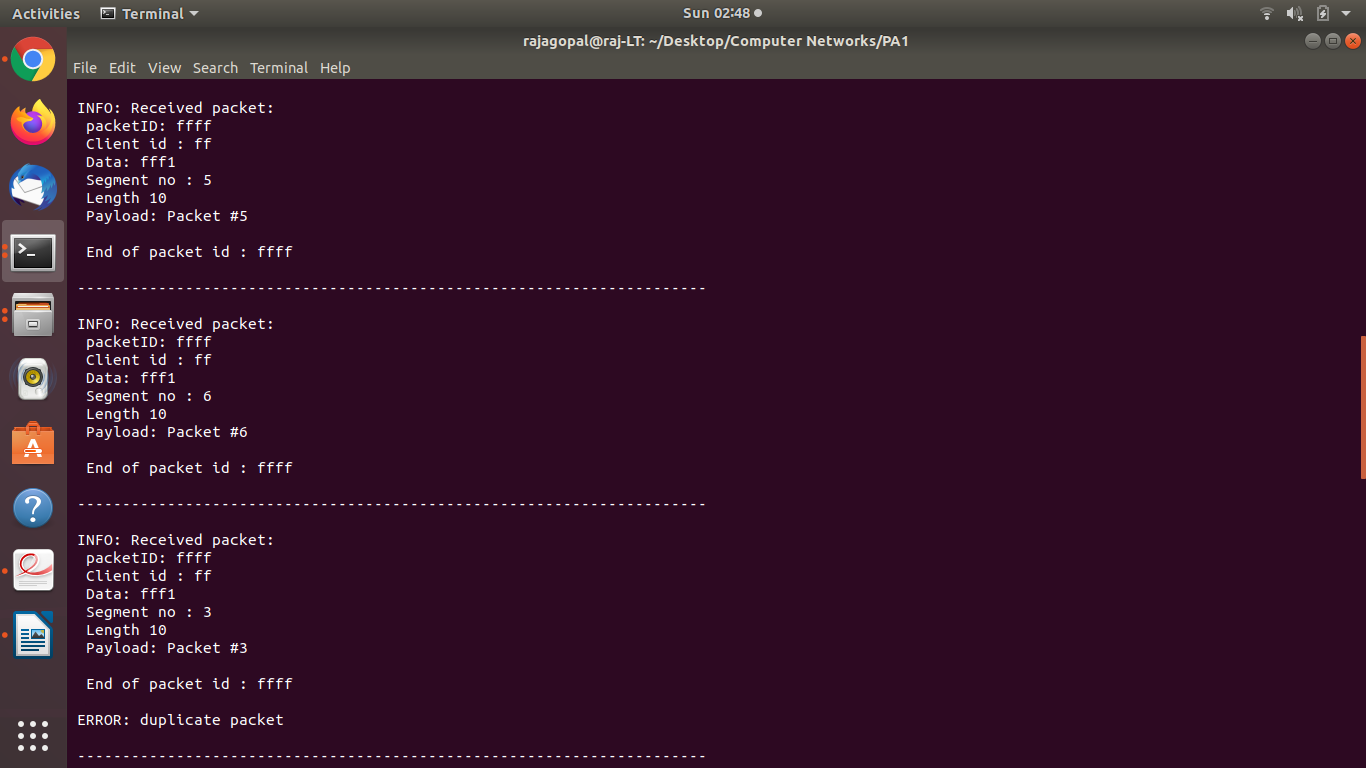 Activities Terminal Sun 02:48
rajagopal@raj-LT: ~/Desktop/Computer Networks/PA1
File Edit View Search Terminal Help
INFO: Received packet:
packetID: ffff
Client id : ff
Data: fff1
Segment no : 5
Length 10
Payload: Packet #5
End of packet id : ffff
----------------------------------------------------------------------
INFO: Received packet:
packetID: ffff
Client id : ff
Data: fff1
Segment no : 6
Length 10
Payload: Packet #6
End of packet id : ffff
----------------------------------------------------------------------
INFO: Received packet:
packetID: ffff
Client id : ff
Data: fff1
Segment no : 3
Length 10
Payload: Packet #3
End of packet id : ffff
ERROR: duplicate packet
----------------------------------------------------------------------